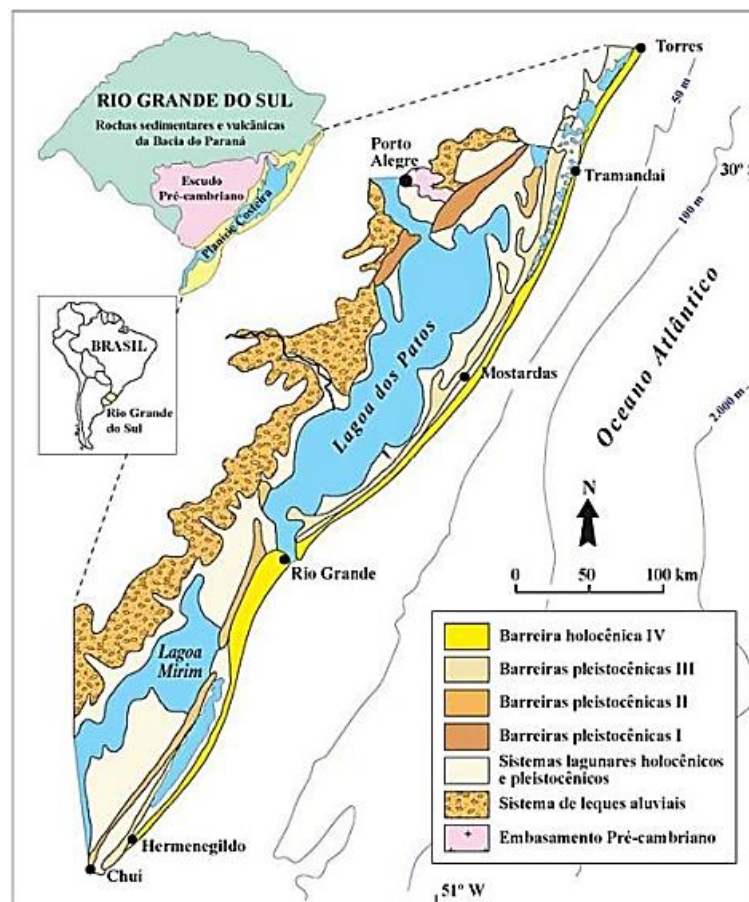 RIO GRANDE DO SUL
Rochas sedimentares e vulcânicas
da Bacia do Paraná
Escudo
Pré-cambriano
Planície Costeira
BRASIL
Rio Grande
do Sul
Torres
50 m
Porto
Alegre
Tramandaí
30º S
100 m
Lagoa dos Patos
Mostardas
Oceano Atlântico
2.000 m
N
0 50 100 km
Rio Grande
Lagoa
Mirim
Hermenegildo
Chuí
51º W
Barreira holocênica IV
Barreiras pleistocênicas III
Barreiras pleistocênicas II
Barreiras pleistocênicas I
Sistemas lagunares holocênicos
e pleistocênicos
Sistema de leques aluviais
Embasamento Pré-cambriano